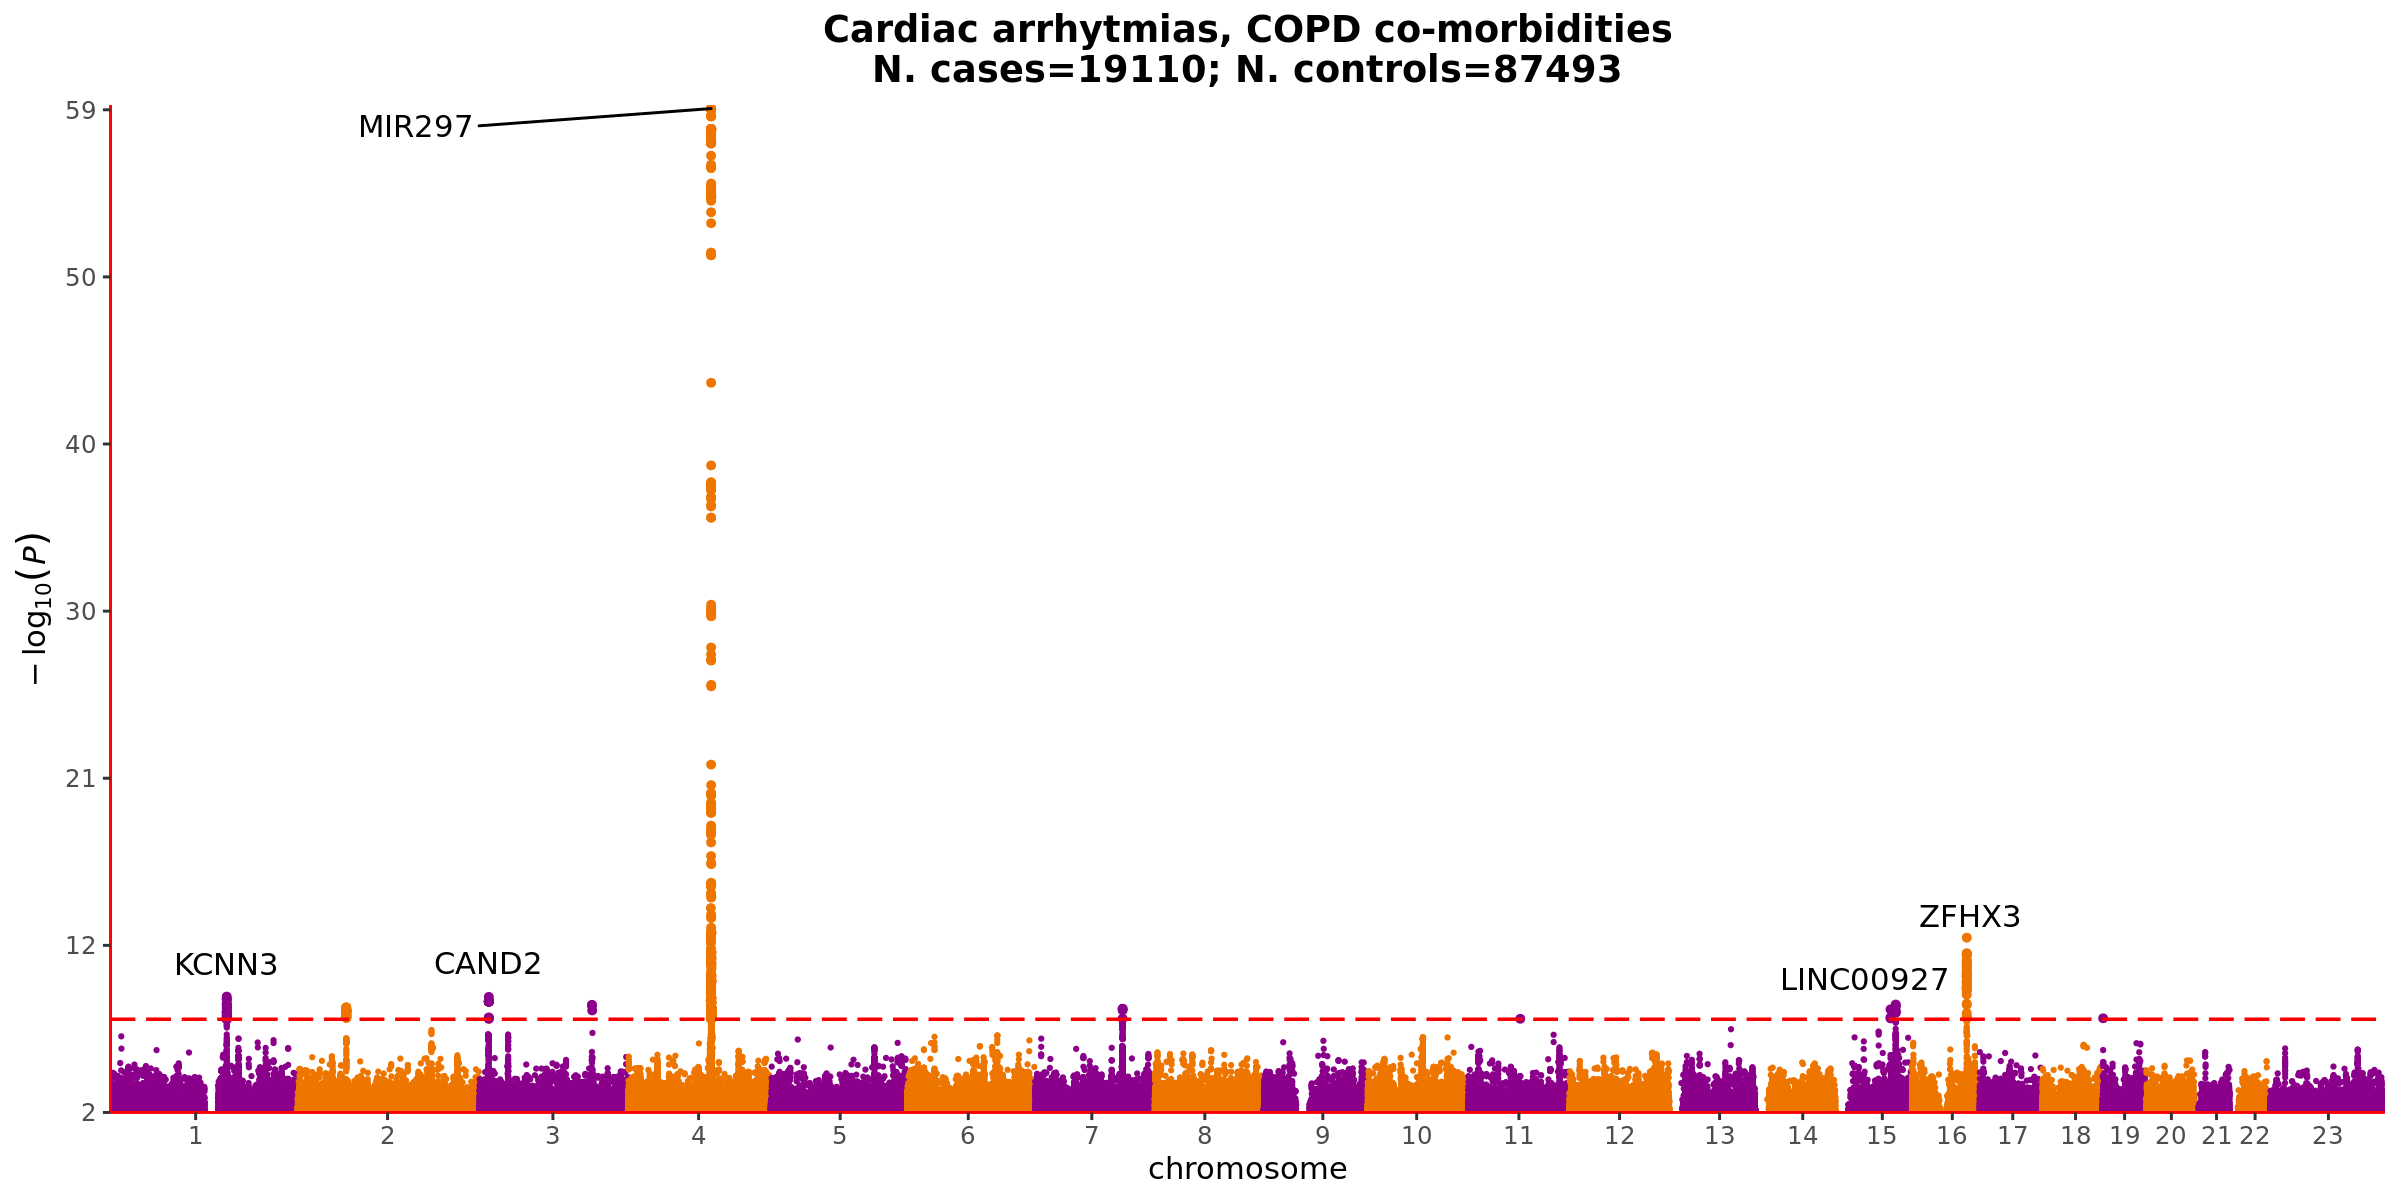 Cardiac arrhytmias, COPD co-morbidities
N. cases=19110; N. controls=87493
59
50
40
30
21
12
2
− log10(P)
MIR297
KCNN3
CAND2
ZFHX3
LINC00927
1 2 3 4 5 6 7 8 9 10 11 12 13 14 15 16 17 18 19 20 21 22 23
chromosome